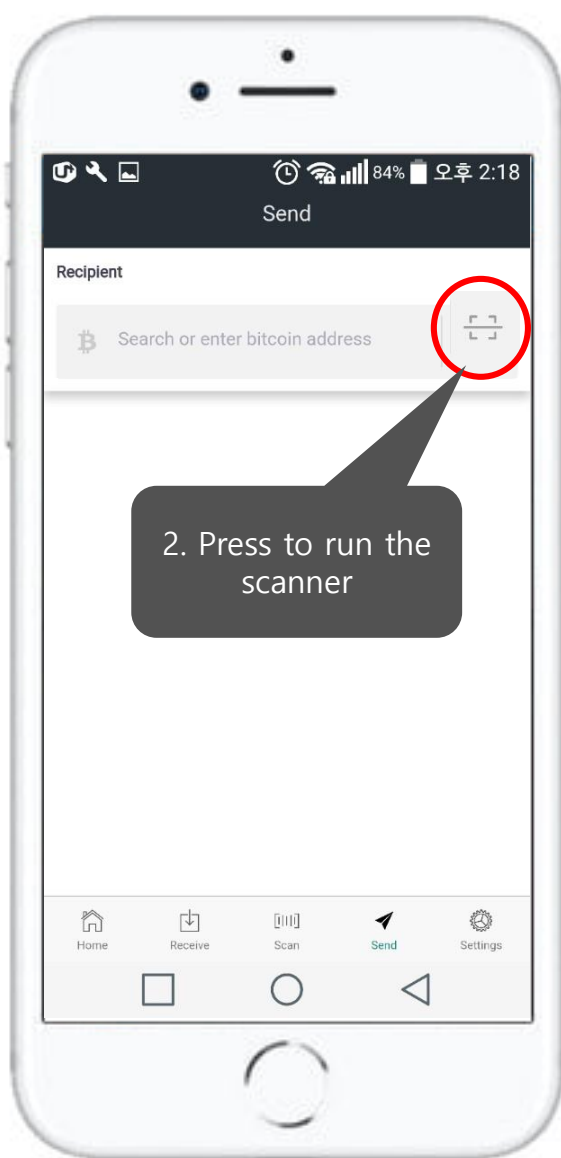 84% 오후 2:18
Send
Recipient
Search or enter bitcoin address
2. Press to run the
scanner
Home Receive Scan Send Settings